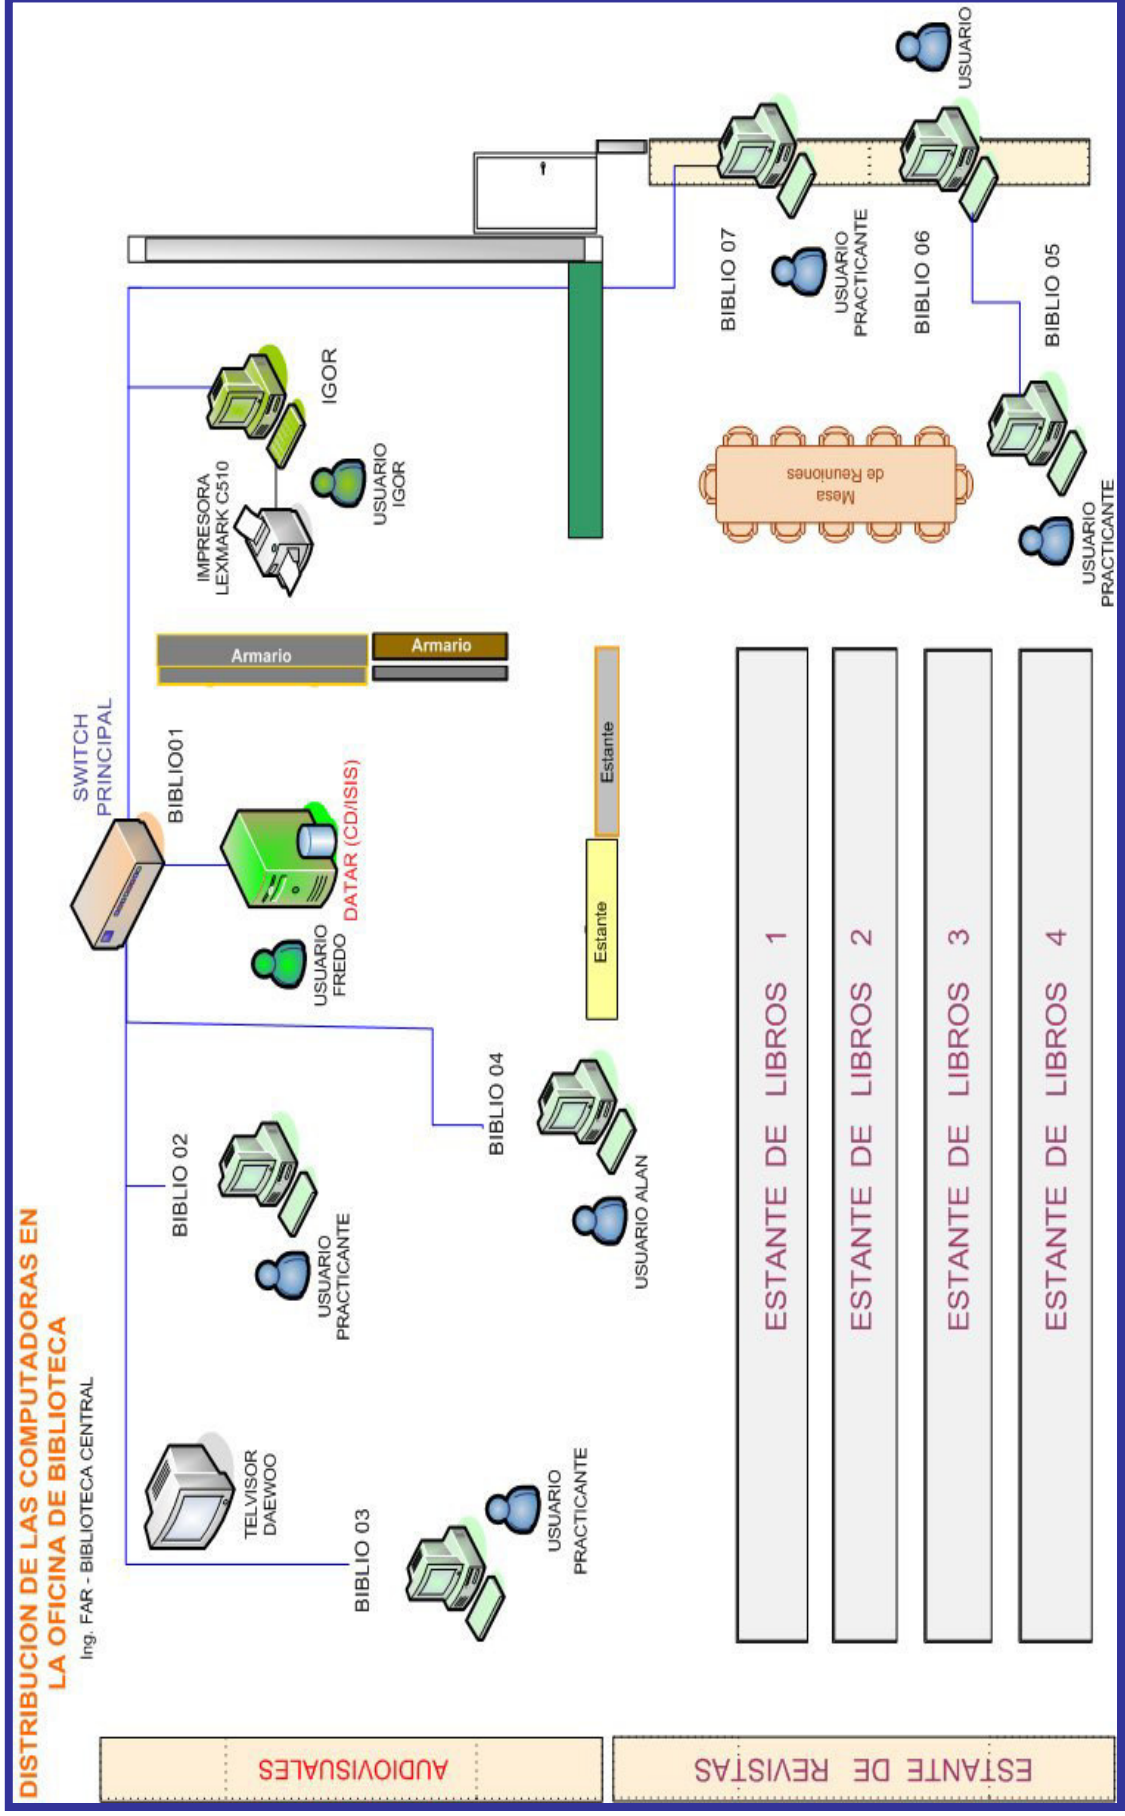 DISTRIBUCION DE LAS COMPUTADORAS EN
LA OFICINA DE BIBLIOTECA
Ing. FAR - BIBLIOTECA CENTRAL
SWITCH
PRINCIPAL
BIBLIO01
DATAR (CD/ISIS)
USUARIO
FREDO
IMPRESORA
LEXMARK C510
IGOR
USUARIO
IGOR
Armario
Armario
TELVISOR
DAEWOO
BIBLIO 02
USUARIO
PRACTICANTE
BIBLIO 03
USUARIO
PRACTICANTE
BIBLIO 04
USUARIO ALAN
Estante
Estante
BIBLIO 07
USUARIO
PRACTICANTE
BIBLIO 06
USUARIO
BIBLIO 05
USUARIO
PRACTICANTE
Mesa
de Reuniones
ESTANTE DE LIBROS 1
ESTANTE DE LIBROS 2
ESTANTE DE LIBROS 3
ESTANTE DE LIBROS 4
AUDIOVISUALES
ESTANTE DE REVISTAS